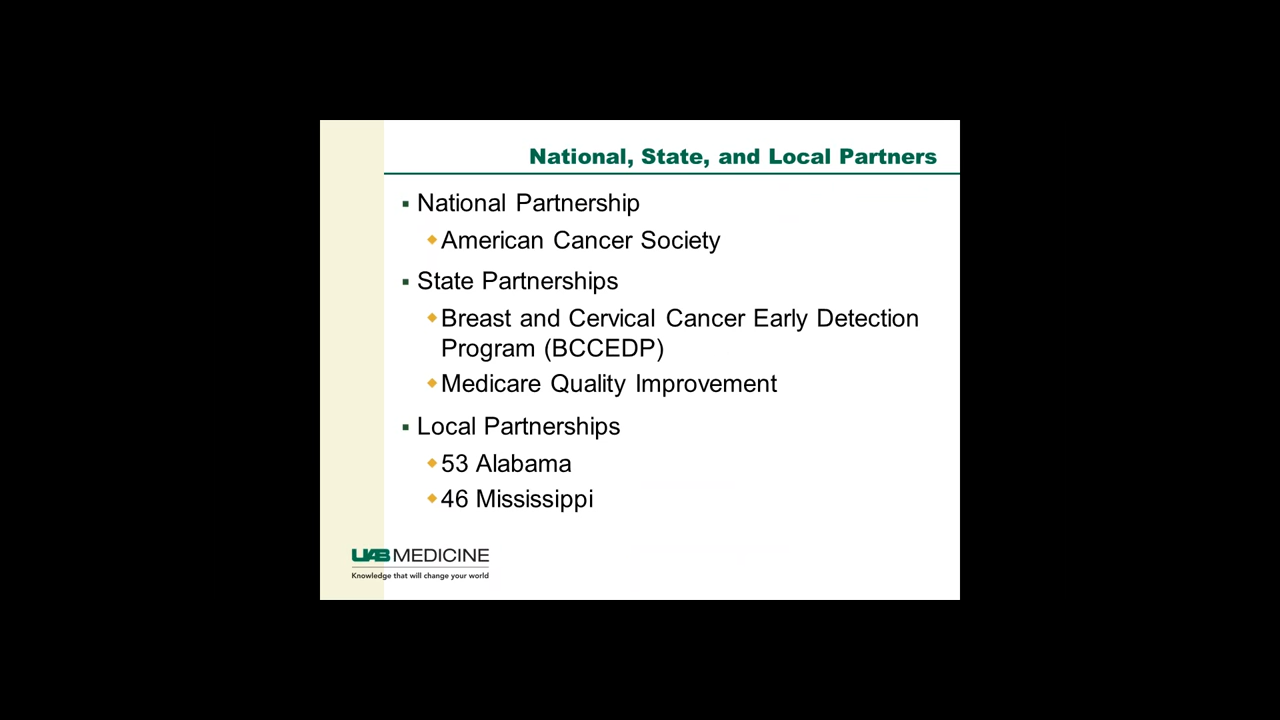 National, State, and Local Partners
▪ National Partnership
◆American Cancer Society
▪ State Partnerships
◆Breast and Cervical Cancer Early Detection
Program (BCCEDP)
◆Medicare Quality Improvement
▪ Local Partnerships
◆53 Alabama
◆46 Mississippi
UAB MEDICINE
Knowledge that will change your world